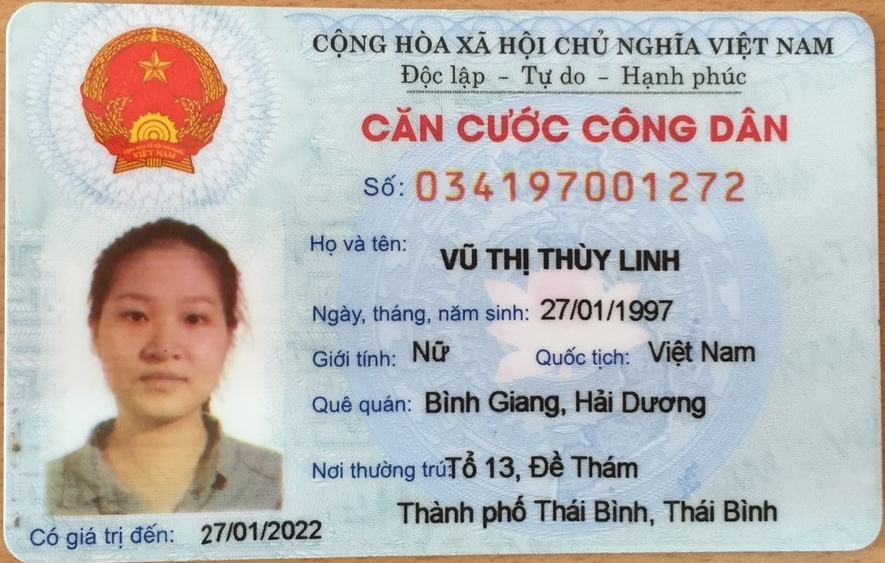 CỘNG HÒA XÃ HỘI CHỦ NGHĨA VIỆT NAM
Độc lập - Tự do - Hạnh phúc
CĂN CƯỚC CÔNG DÂN
Số: 034197001272
Họ và tên: VŨ THỊ THÙY LINH
Ngày, tháng, năm sinh: 27/01/1997
Giới tính: Nữ Quốc tịch: Việt Nam
Quê quán: Bình Giang, Hải Dương
Nơi thường trú: Tổ 13, Đề Thám
Thành phố Thái Bình, Thái Bình
Có giá trị đến: 27/01/2022
VIỆT NAM